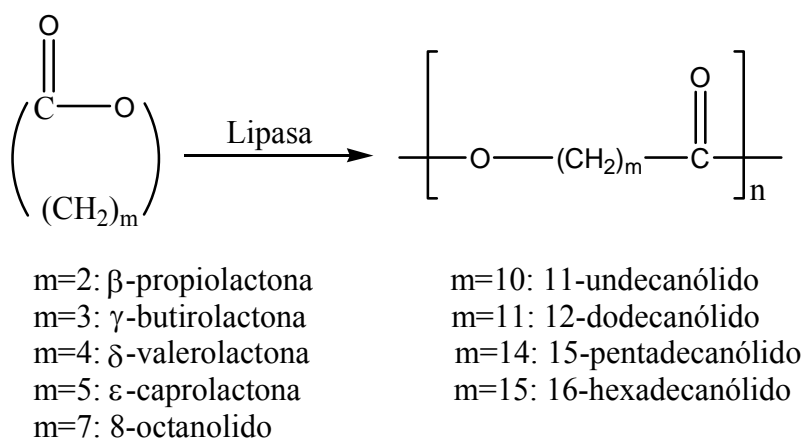 O
C O
(CH2)m
Lipasa
O
O (CH2)m C
n
m=2: β-propiolactona
m=3: γ-butirolactona
m=4: δ-valerolactona
m=5: ε-caprolactona
m=7: 8-octanolido
m=10: 11-undecanólido
m=11: 12-dodecanólido
m=14: 15-pentadecanólido
m=15: 16-hexadecanólido